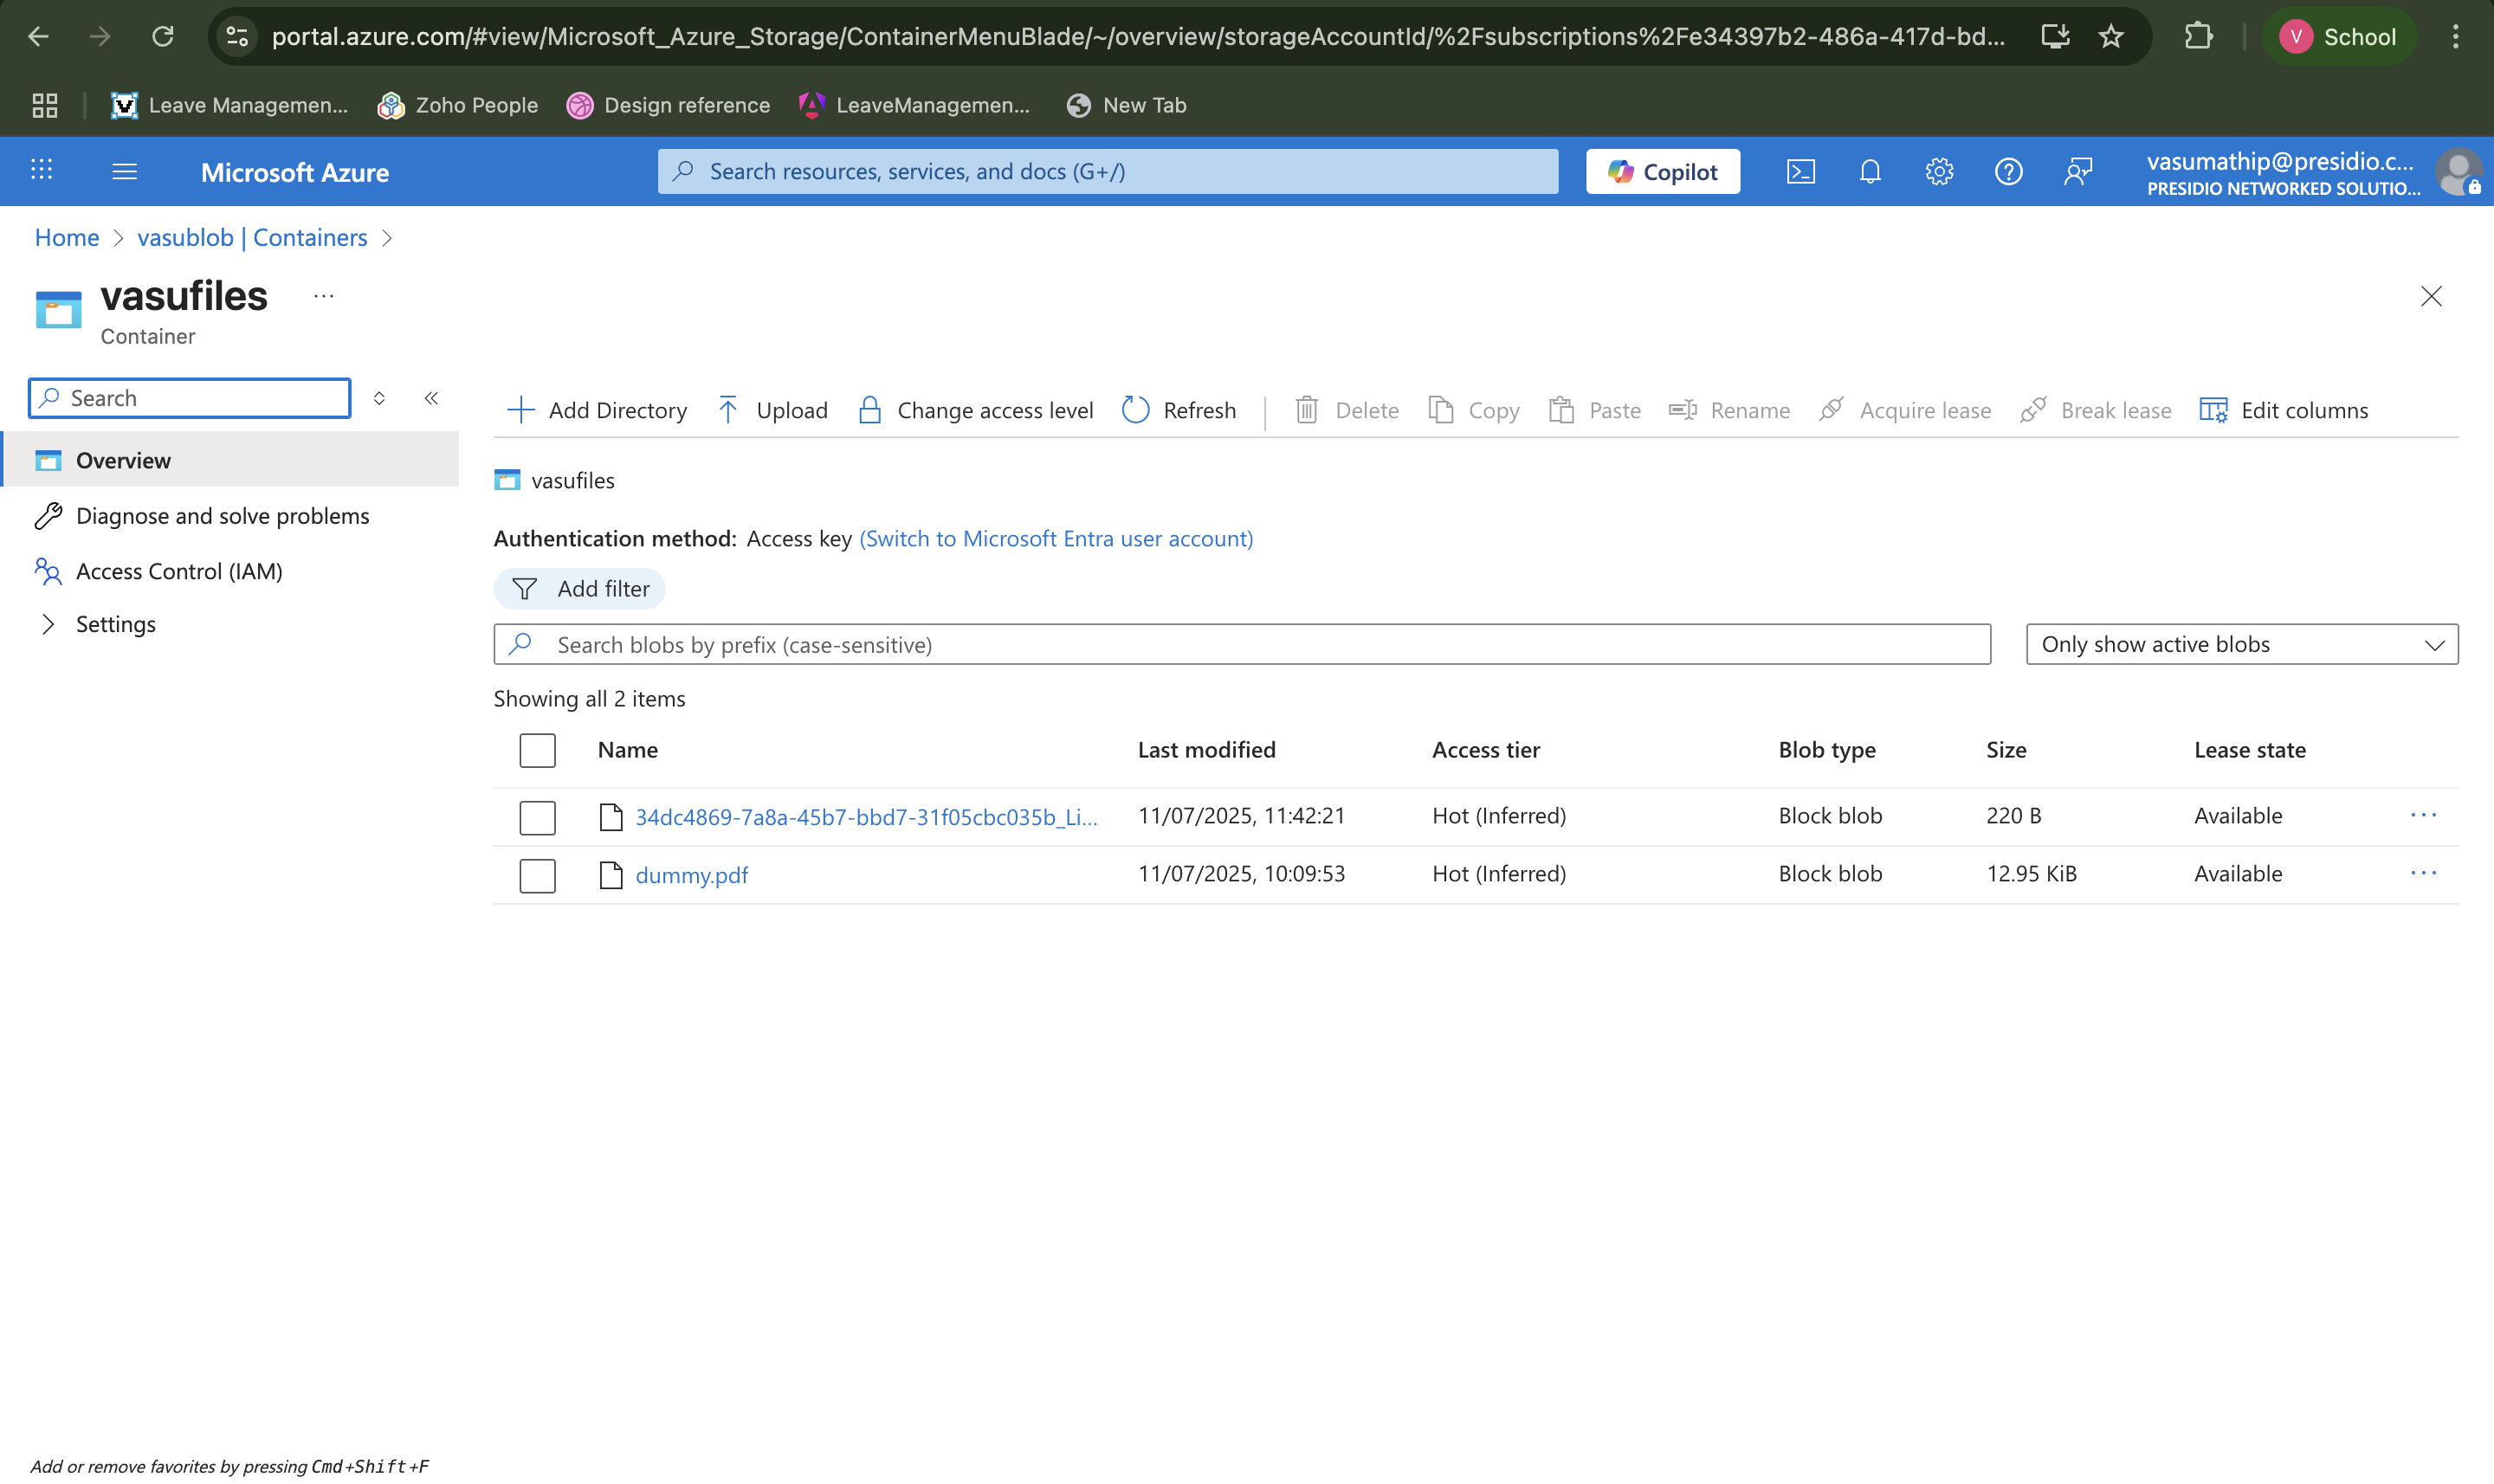 portal.azure.com/#view/Microsoft_Azure_Storage/ContainerMenuBlade/~/overview/storageAccountId/%2Fsubscriptions%2Fe34397b2-486a-417d-bd...
V School
Leave Managemen...
Zoho People
Design reference
LeaveManagemen...
New Tab
Microsoft Azure
Search resources, services, and docs (G+/)
Copilot
vasumathip@presidio.c...
PRESIDIO NETWORKED SOLUTIO...
Home > vasublob | Containers >
vasufiles ...
Container
Search
Overview
Diagnose and solve problems
Access Control (IAM)
Settings
Add Directory Upload Change access level Refresh Delete Copy Paste Rename Acquire lease Break lease Edit columns
vasufiles
Authentication method: Access key (Switch to Microsoft Entra user account)
Add filter
Search blobs by prefix (case-sensitive)
Only show active blobs
Showing all 2 items
Name Last modified Access tier Blob type Size Lease state
34dc4869-7a8a-45b7-bbd7-31f05cbc035b_Li... 11/07/2025, 11:42:21 Hot (Inferred) Block blob 220 B Available ...
dummy.pdf 11/07/2025, 10:09:53 Hot (Inferred) Block blob 12.95 KiB Available ...
Add or remove favorites by pressing Cmd+Shift+F